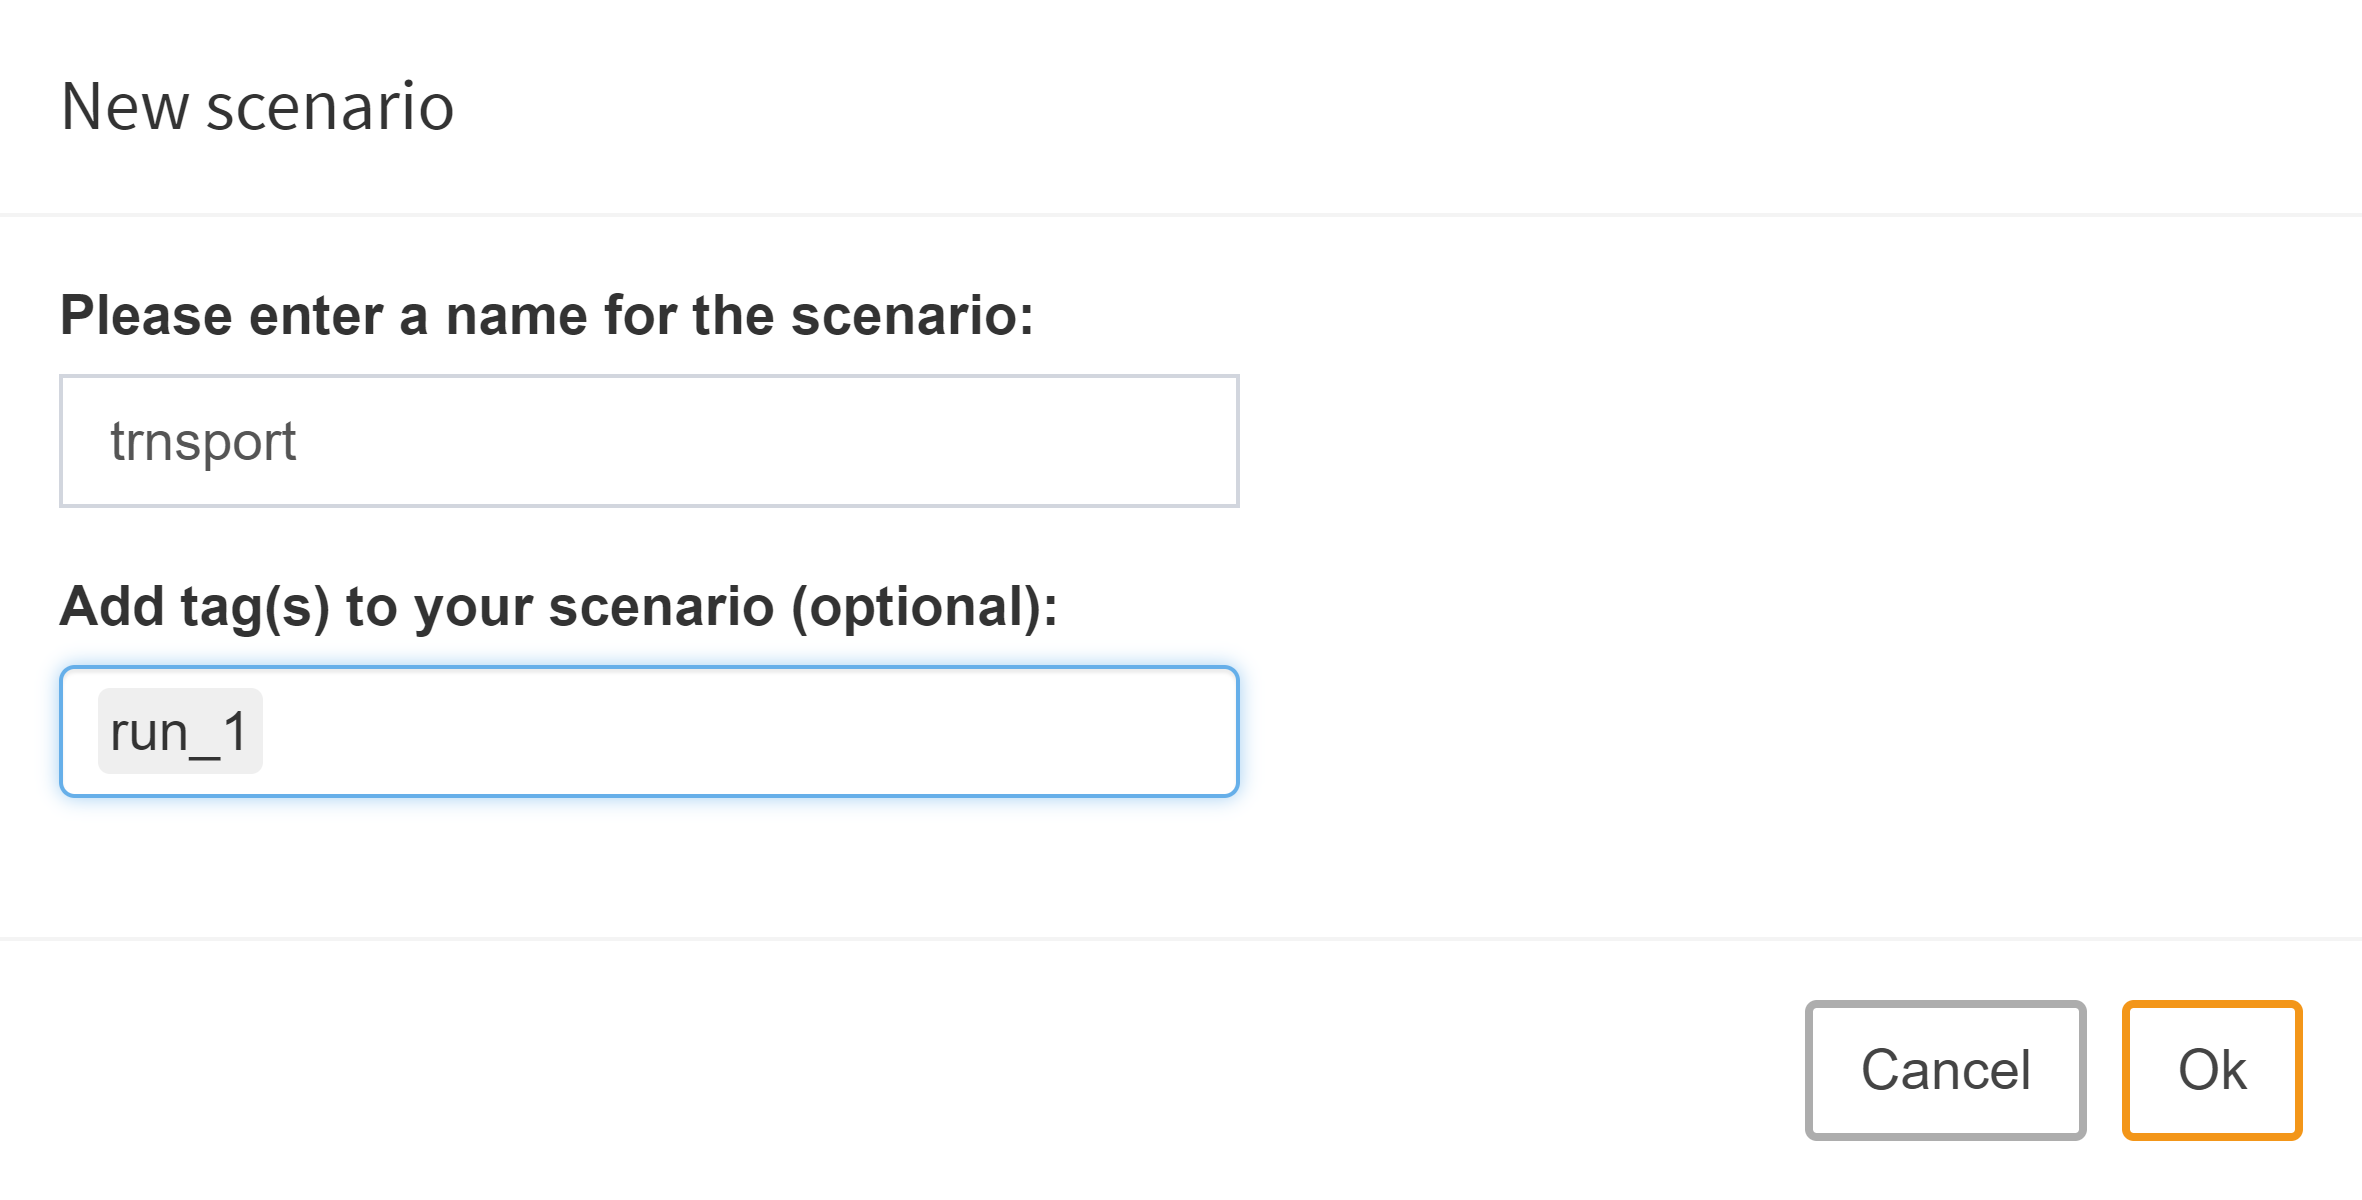 New scenario
Please enter a name for the scenario:
trnsport
Add tag(s) to your scenario (optional):
run_1
Cancel Ok